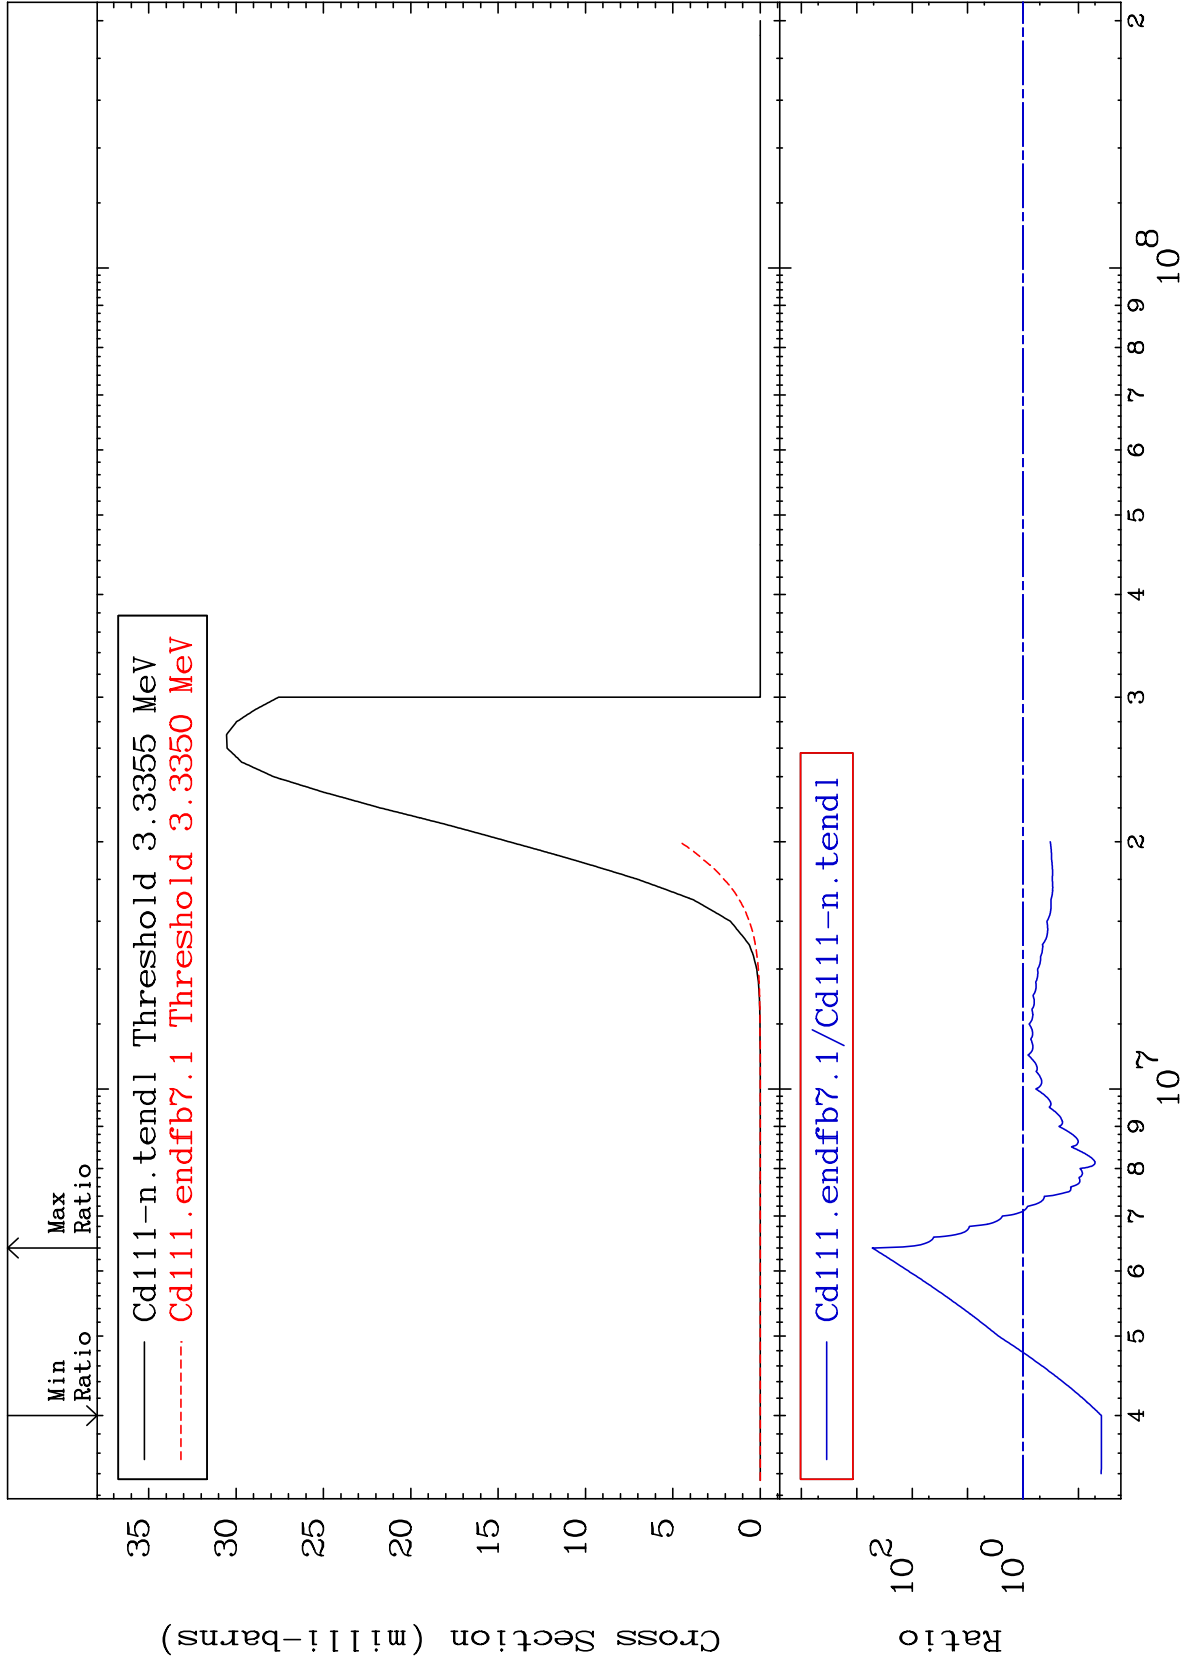 Min
Ratio
Max
Ratio
Cd111-n.tendl Threshold 3.3355 MeV
Cd111.endfb7.1 Threshold 3.3350 MeV
35
30
25
20
15
10
5
0
Cross Section (milli-barns)
Cd111.endfb7.1/Cd111-n.tendl
10 2
10 0
Ratio
4 5 6 7 8 9 10 7 2 3 4 5 6 7 8 9 10 8 2